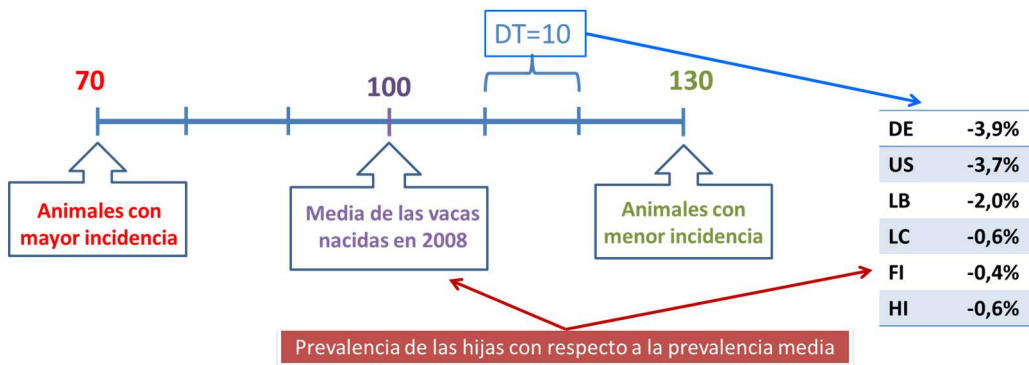 DT=10
70
100
130
Animales con
mayor incidencia
Media de las vacas
nacidas en 2008
Animales con
menor incidencia
DE -3,9%
US -3,7%
LB -2,0%
LC -0,6%
FI -0,4%
HI -0,6%
Prevalencia de las hijas con respecto a la prevalencia media